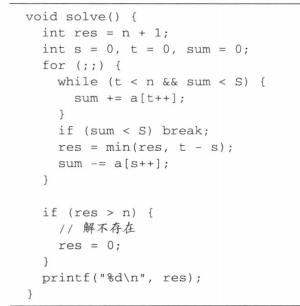 void solve() {
  int res = n + 1;
  int s = 0, t = 0, sum = 0;
  for (;;) {
    while (t < n && sum < S) {
      sum += a[t++];
    }
    if (sum < S) break;
    res = min(res, t - s);
    sum -= a[s++];
  }

  if (res > n) {
    // 解不存在
    res = 0;
  }
  printf("%d\n", res);
}